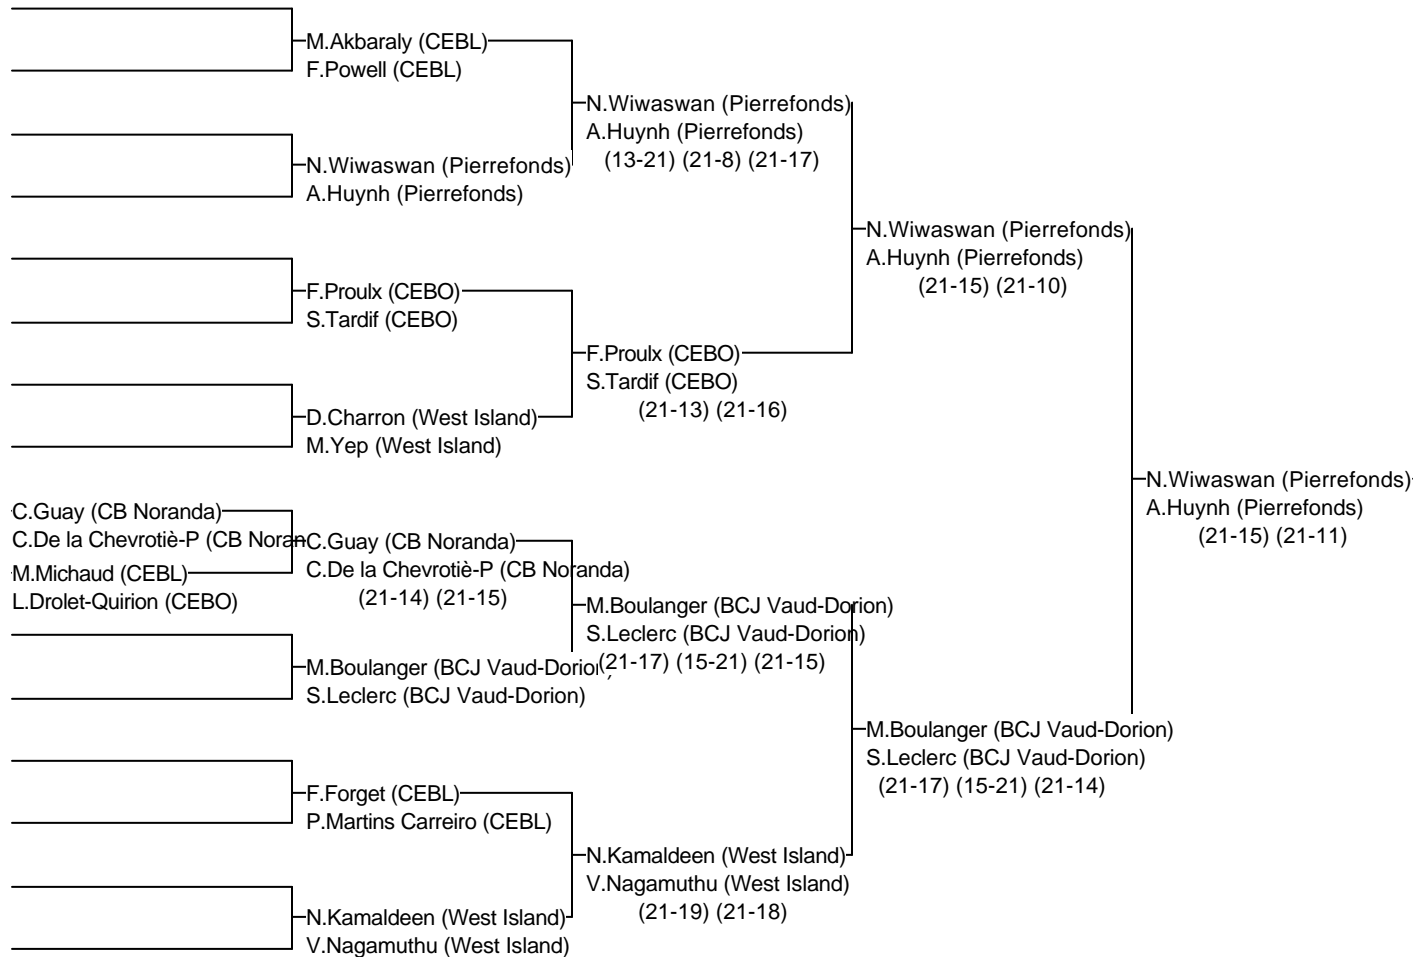 M.Akbaraly (CEBL)
F.Powell (CEBL)
N.Wiwaswan (Pierrefonds)
A.Huynh (Pierrefonds)
(13-21) (21-8) (21-17)
N.Wiwaswan (Pierrefonds)
A.Huynh (Pierrefonds)
N.Wiwaswan (Pierrefonds)
A.Huynh (Pierrefonds)
(21-15) (21-10)
F.Proulx (CEBO)
S.Tardif (CEBO)
F.Proulx (CEBO)
S.Tardif (CEBO)
(21-13) (21-16)
D.Charron (West Island)
M.Yep (West Island)
N.Wiwaswan (Pierrefonds)
A.Huynh (Pierrefonds)
(21-15) (21-11)
C.Guay (CB Noranda)
C.De la Chevrotiè-P (CB Noran
M.Michaud (CEBL)
L.Drolet-Quirion (CEBO)
C.Guay (CB Noranda)
C.De la Chevrotiè-P (CB Noranda)
(21-14) (21-15)
M.Boulanger (BCJ Vaud-Dorion)
S.Leclerc (BCJ Vaud-Dorion)
(21-17) (15-21) (21-15)
M.Boulanger (BCJ Vaud-Dorion)
S.Leclerc (BCJ Vaud-Dorion)
M.Boulanger (BCJ Vaud-Dorion)
S.Leclerc (BCJ Vaud-Dorion)
(21-17) (15-21) (21-14)
F.Forget (CEBL)
P.Martins Carreiro (CEBL)
N.Kamaldeen (West Island)
V.Nagamuthu (West Island)
(21-19) (21-18)
N.Kamaldeen (West Island)
V.Nagamuthu (West Island)